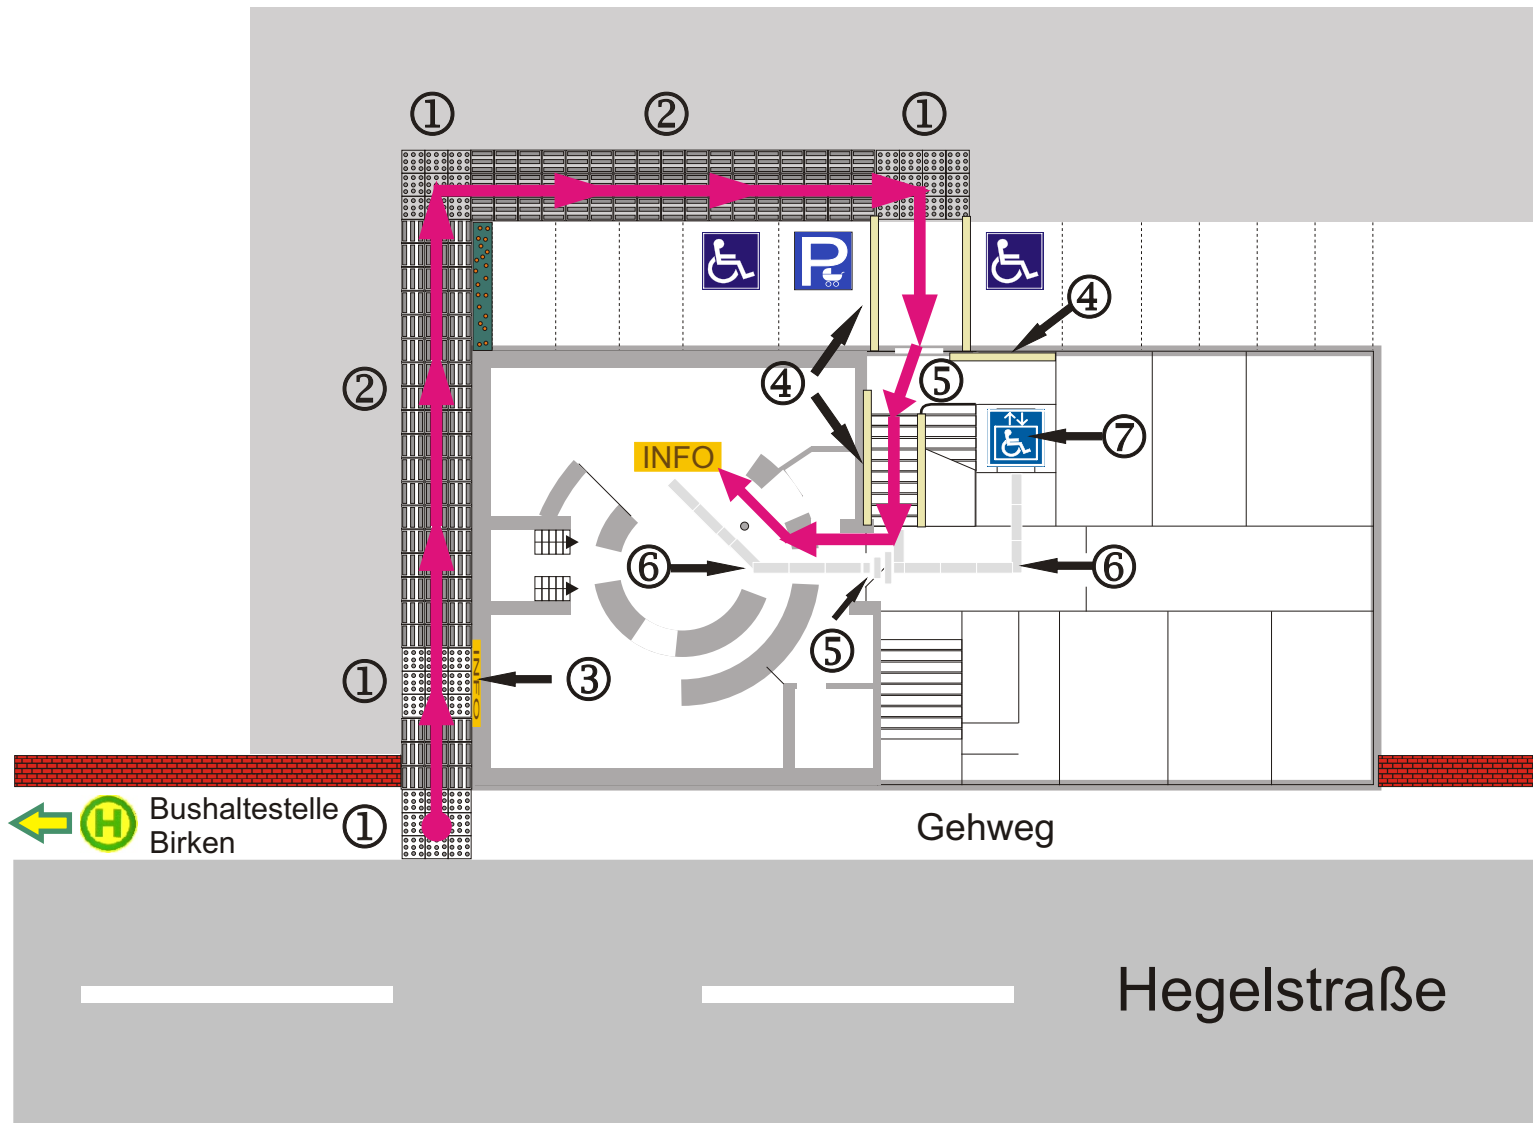 ① ② ①
P
④
④ ⑤
②
⑦
INFO
⑥ ⑥
⑤
① INFO ③
H Bushaltestelle ①
Birken
Gehweg
Hegelstraße